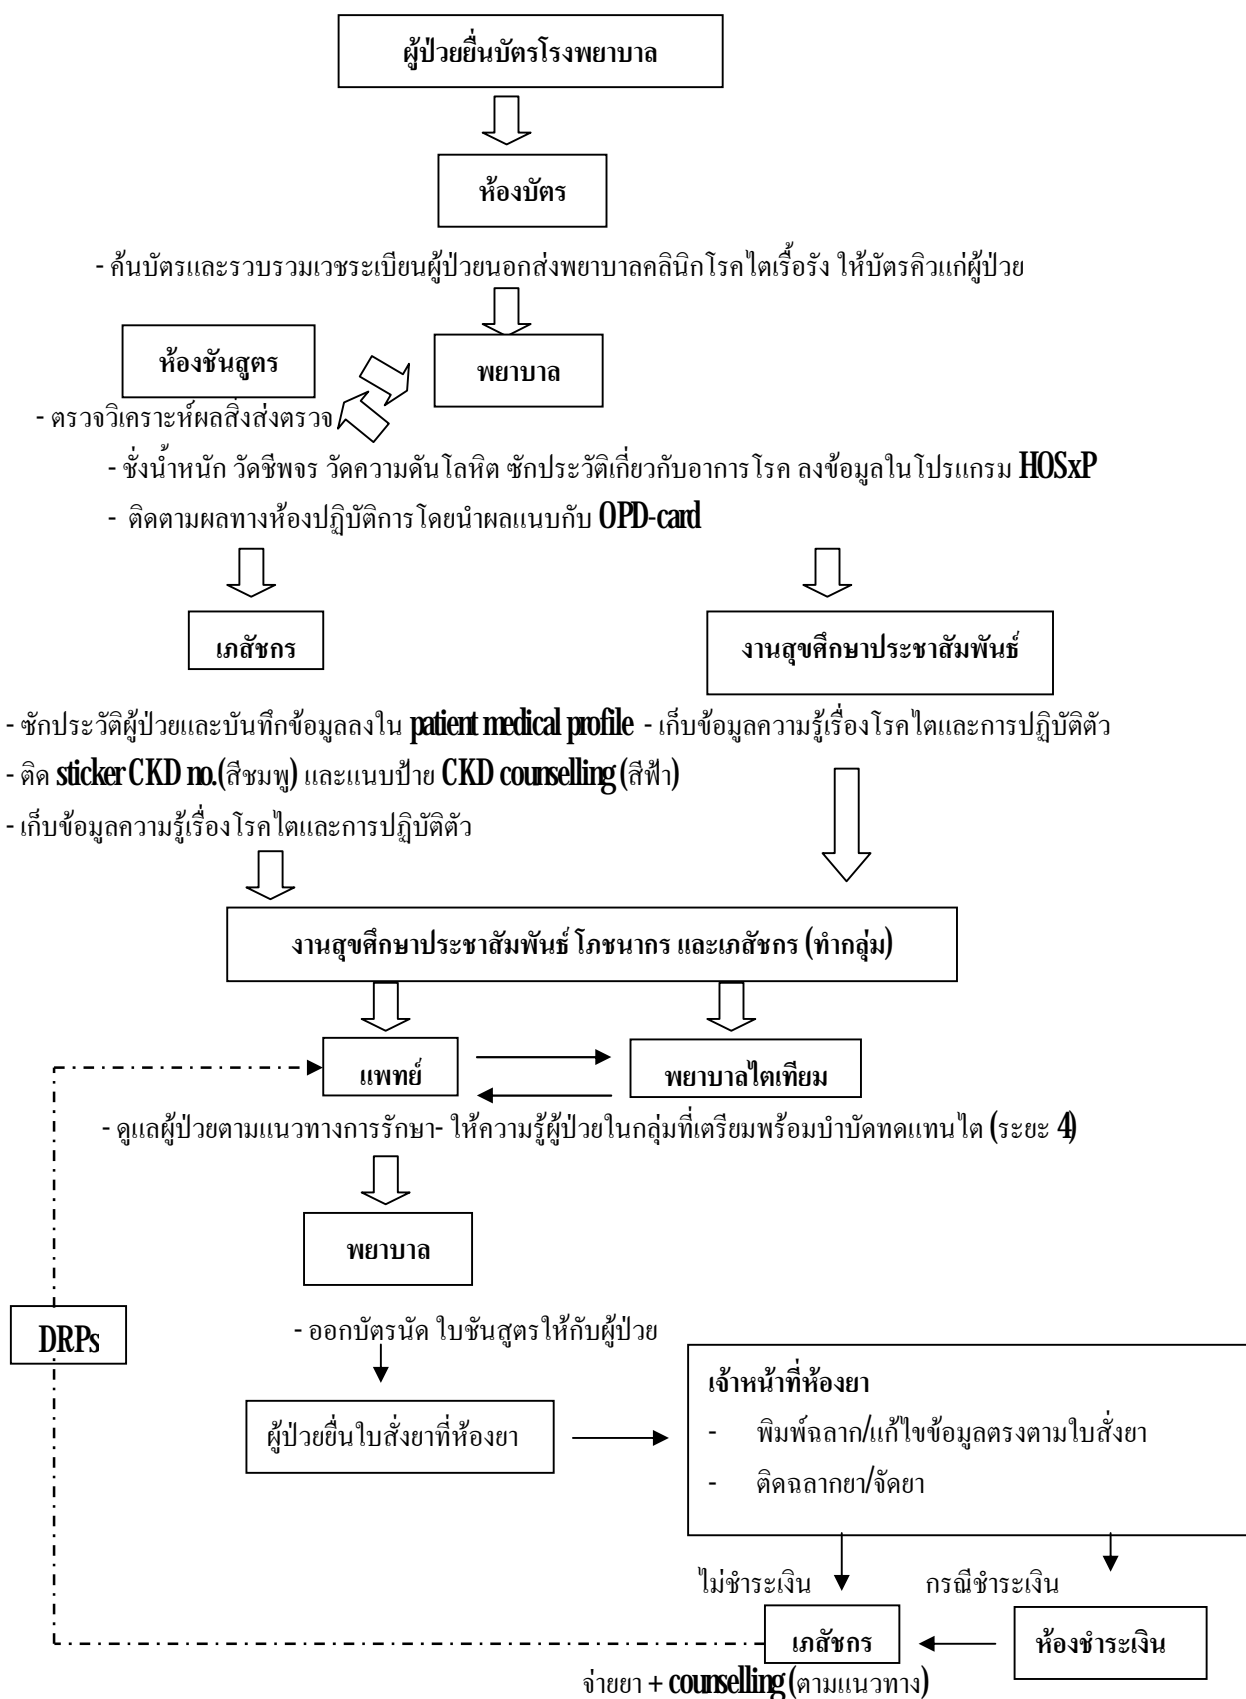 ผู้ป่วยยื่นบัตรโรงพยาบาล
ห้องบัตร
- ค้นบัตรและรวบรวมเวชระเบียนผู้ป่วยนอกส่งพยาบาลคลินิกโรคไตเรื้อรัง ให้บัตรคิวแก่ผู้ป่วย
ห้องชันสูตร
พยาบาล
- ตรวจวิเคราะห์ผลสิ่งส่งตรวจ
- ชั่งน้ำหนัก วัดชีพจร วัดความดันโลหิต ซักประวัติเกี่ยวกับอาการโรค ลงข้อมูลในโปรแกรม HOSxP
- ติดตามผลทางห้องปฏิบัติการโดยนำผลแนบกับ OPD-card
เภสัชกร
งานสุขศึกษาประชาสัมพันธ์
- ซักประวัติผู้ป่วยและบันทึกข้อมูลลงใน patient medical profile - เก็บข้อมูลความรู้เรื่องโรคไตและการปฏิบัติตัว
- ติด sticker CKD no.(สีชมพู) และแนบป้าย CKD counselling (สีฟ้า)
- เก็บข้อมูลความรู้เรื่องโรคไตและการปฏิบัติตัว
งานสุขศึกษาประชาสัมพันธ์ โภชนากร และเภสัชกร (ทำกลุ่ม)
แพทย์
พยาบาลไตเทียม
- ดูแลผู้ป่วยตามแนวทางการรักษา- ให้ความรู้ผู้ป่วยในกลุ่มที่เตรียมพร้อมบำบัดทดแทนไต (ระยะ 4)
พยาบาล
DRPs
- ออกบัตรนัด ใบชันสูตรให้กับผู้ป่วย
ผู้ป่วยยื่นใบสั่งยาที่ห้องยา
เจ้าหน้าที่ห้องยา
- พิมพ์ฉลาก/แก้ไขข้อมูลตรงตามใบสั่งยา
- ติดฉลากยา/จัดยา
ไม่ชำระเงิน
กรณีชำระเงิน
เภสัชกร
ห้องชำระเงิน
จ่ายยา + counselling (ตามแนวทาง)